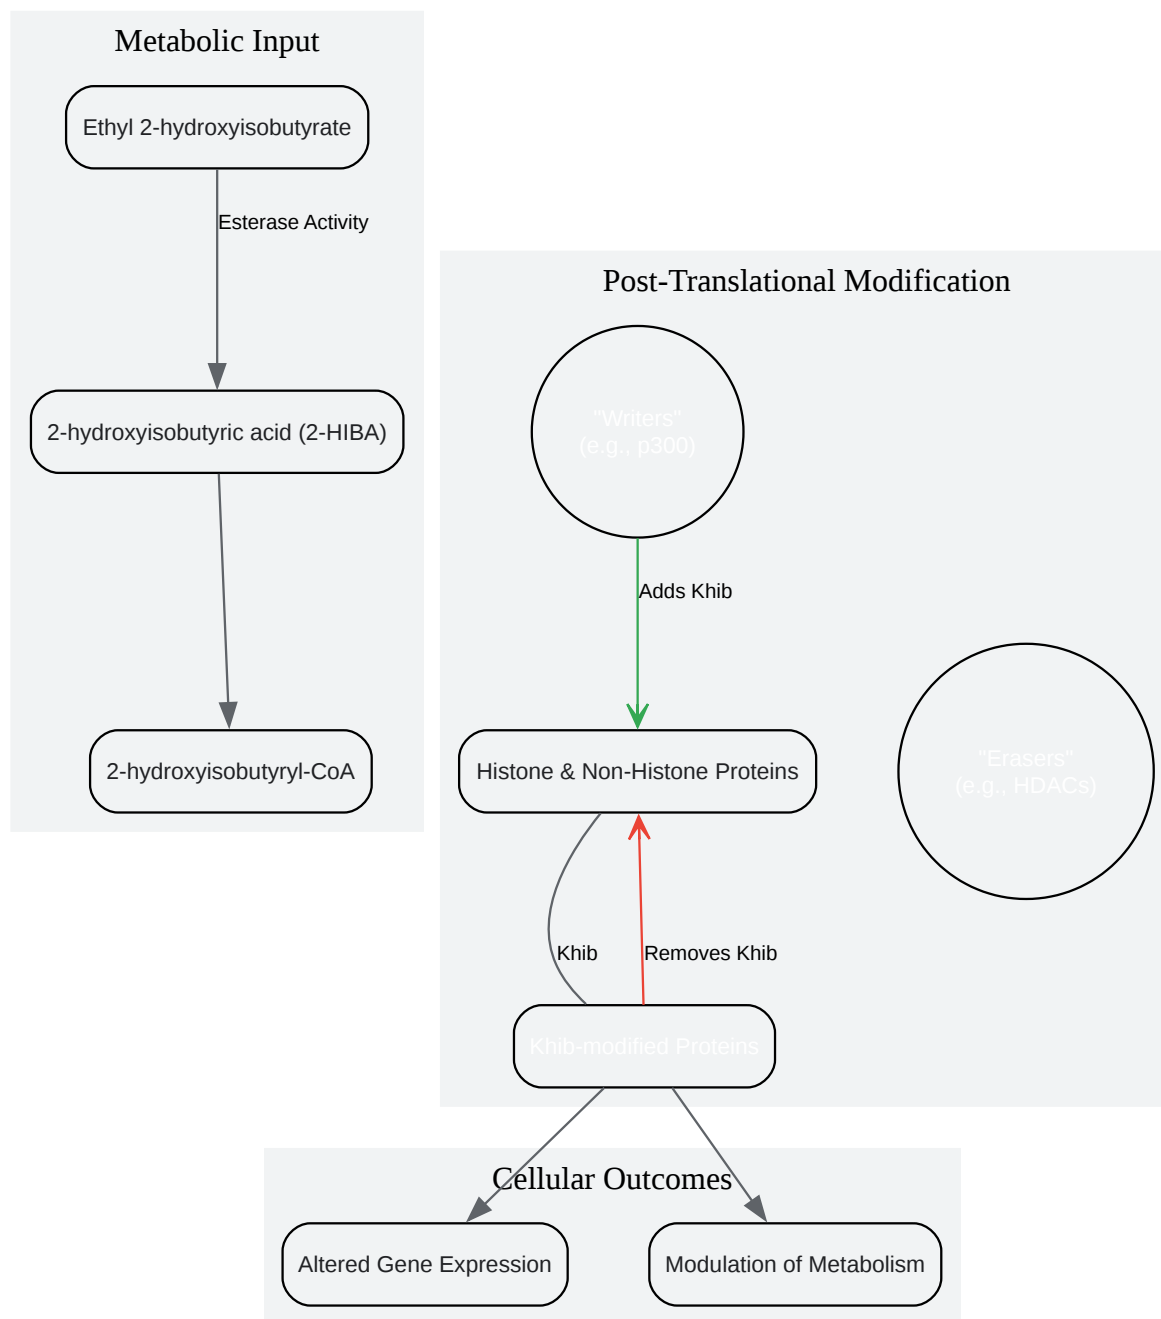 Metabolic Input
Ethyl 2-hydroxyisobutyrate
Esterase Activity
2-hydroxyisobutyric acid (2-HIBA)
2-hydroxyisobutyryl-CoA
Post-Translational Modification
"Writers"
(e.g., p300)
Adds Khib
"Erasers"
(e.g., HDACs)
Histone & Non-Histone Proteins
Khib
Removes Khib
Khib-modified Proteins
Cellular Outcomes
Altered Gene Expression
Modulation of Metabolism